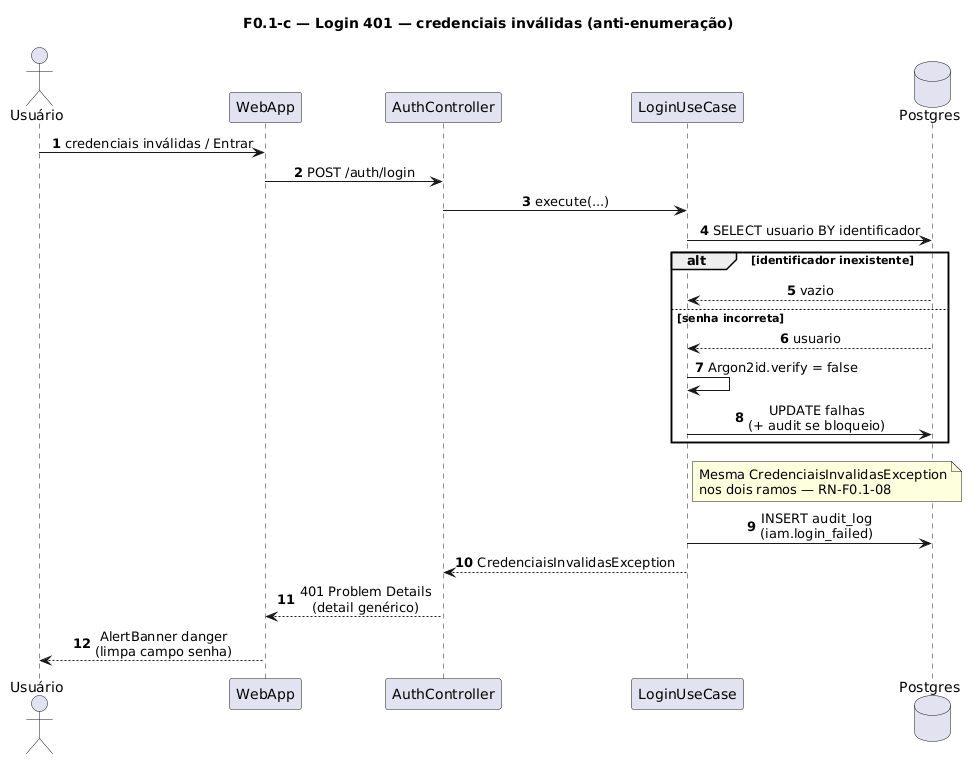 F0.1-c — Login 401 — credenciais inválidas (anti-enumeração)
Usuário
WebApp
AuthController
LoginUseCase
Postgres
1 credenciais inválidas / Entrar
2 POST /auth/login
3 execute(...)
4 SELECT usuario BY identificador
alt [identificador inexistente]
5 vazio
[senha incorreta]
6 usuario
7 Argon2id.verify = false
8 UPDATE falhas
(+ audit se bloqueio)
Mesma CredenciaisInvalidasException
nos dois ramos — RN-F0.1-08
9 INSERT audit_log
(iam.login_failed)
10 CredenciaisInvalidasException
11 401 Problem Details
(detail genérico)
12 AlertBanner danger
(limpa campo senha)
Usuário
WebApp
AuthController
LoginUseCase
Postgres